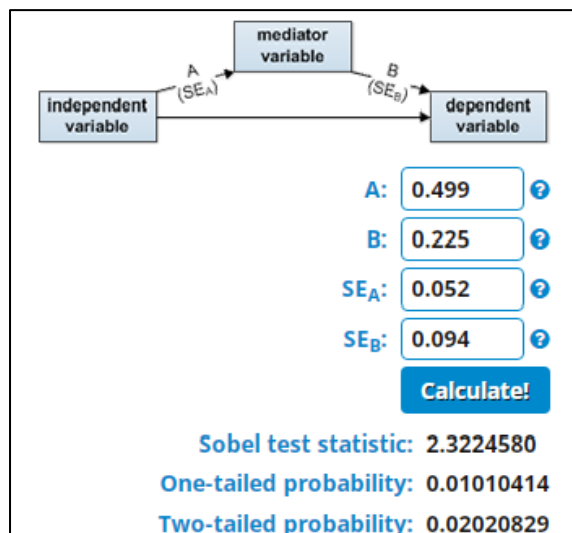 mediator
variable
A
(SEA)
B
(SEB)
independent
variable
dependent
variable
A: 0.499 ?
B: 0.225 ?
SEA: 0.052 ?
SEB: 0.094 ?
Calculate!
Sobel test statistic: 2.3224580
One-tailed probability: 0.01010414
Two-tailed probability: 0.02020829